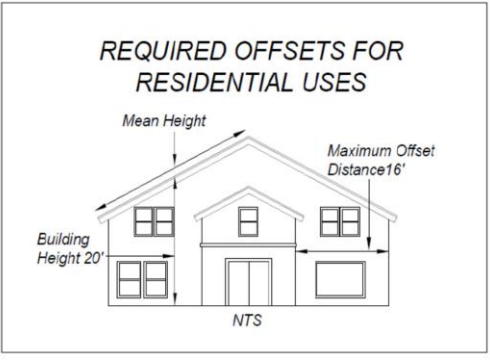 REQUIRED OFFSETS FOR
RESIDENTIAL USES
Mean Height
Maximum Offset
Distance16'
Building
Height 20'
NTS